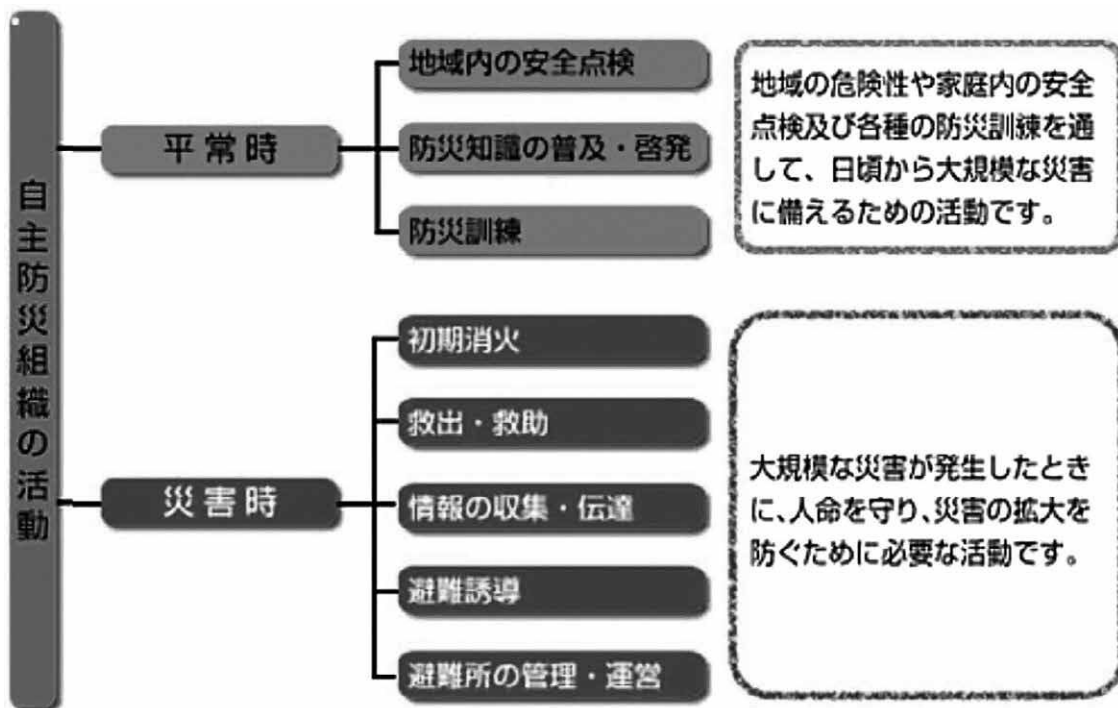 自主防災組織の活動
平常時
地域内の安全点検
防災知識の普及・啓発
防災訓練
地域の危険性や家庭内の安全
点検及び各種の防災訓練を通
して、日頃から大規模な災害
に備えるための活動です。
災害時
初期消火
救出・救助
情報の収集・伝達
避難誘導
避難所の管理・運営
大規模な災害が発生したとき
に、人命を守り、災害の拡大を
防ぐために必要な活動です。